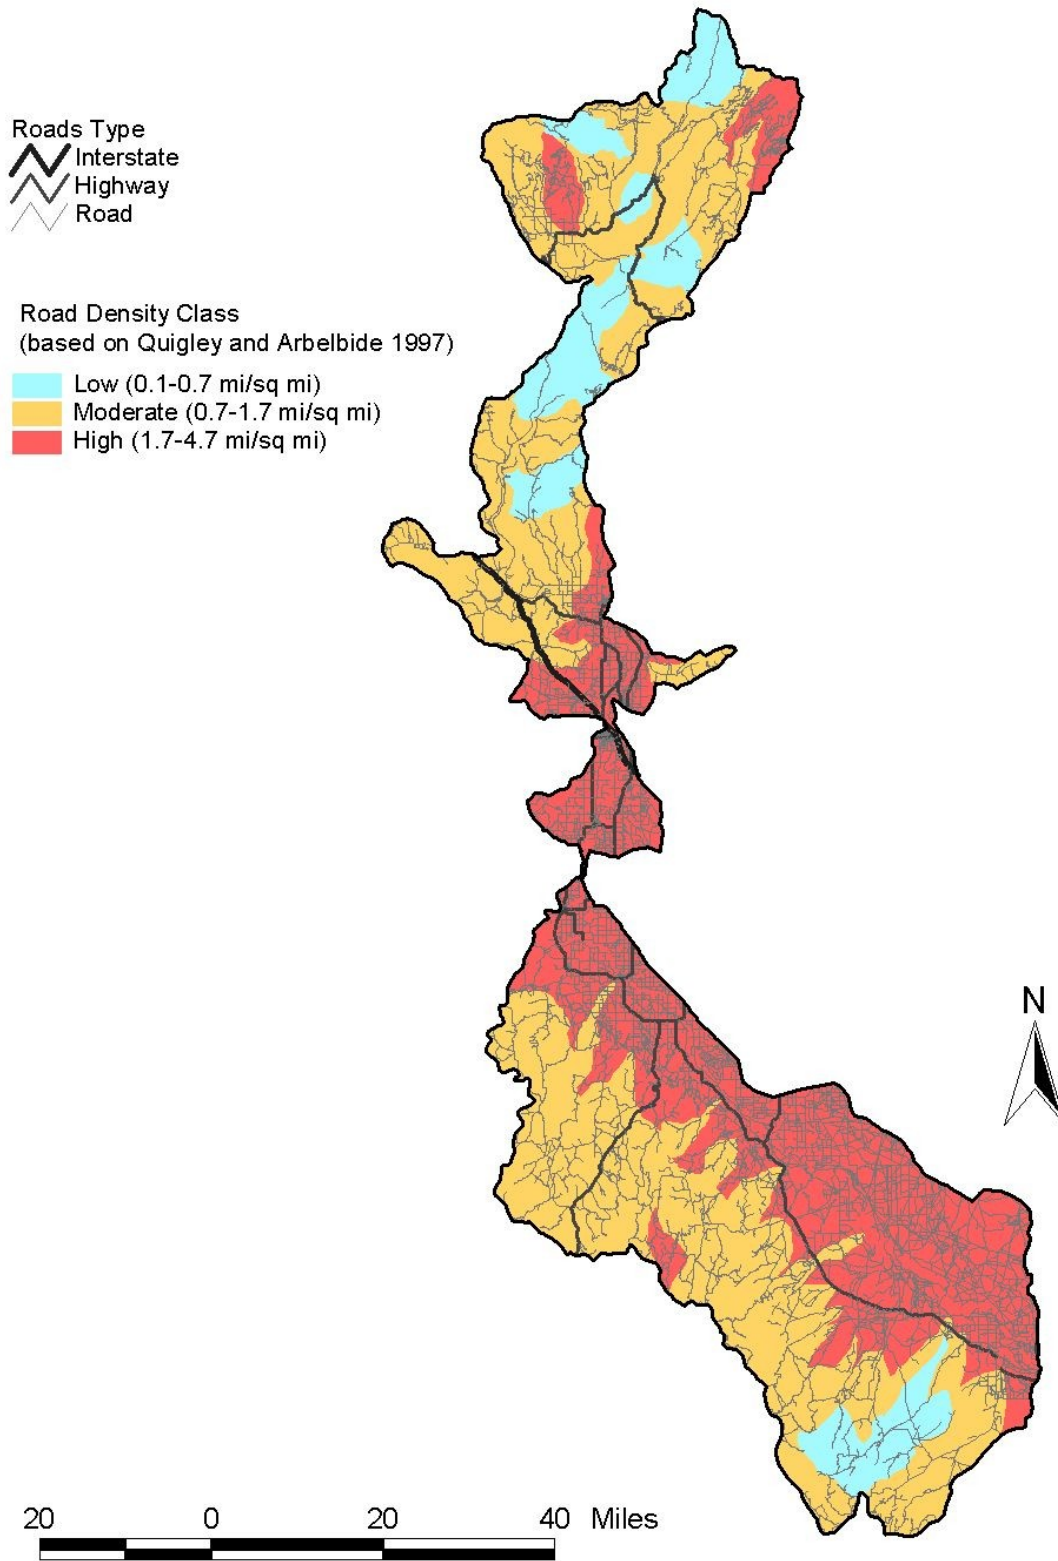 Roads Type
Interstate
Highway
Road
Road Density Class
(based on Quigley and Arbelbide 1997)
Low (0.1-0.7 mi/sq mi)
Moderate (0.7-1.7 mi/sq mi)
High (1.7-4.7 mi/sq mi)
N
20 0 20 40 Miles